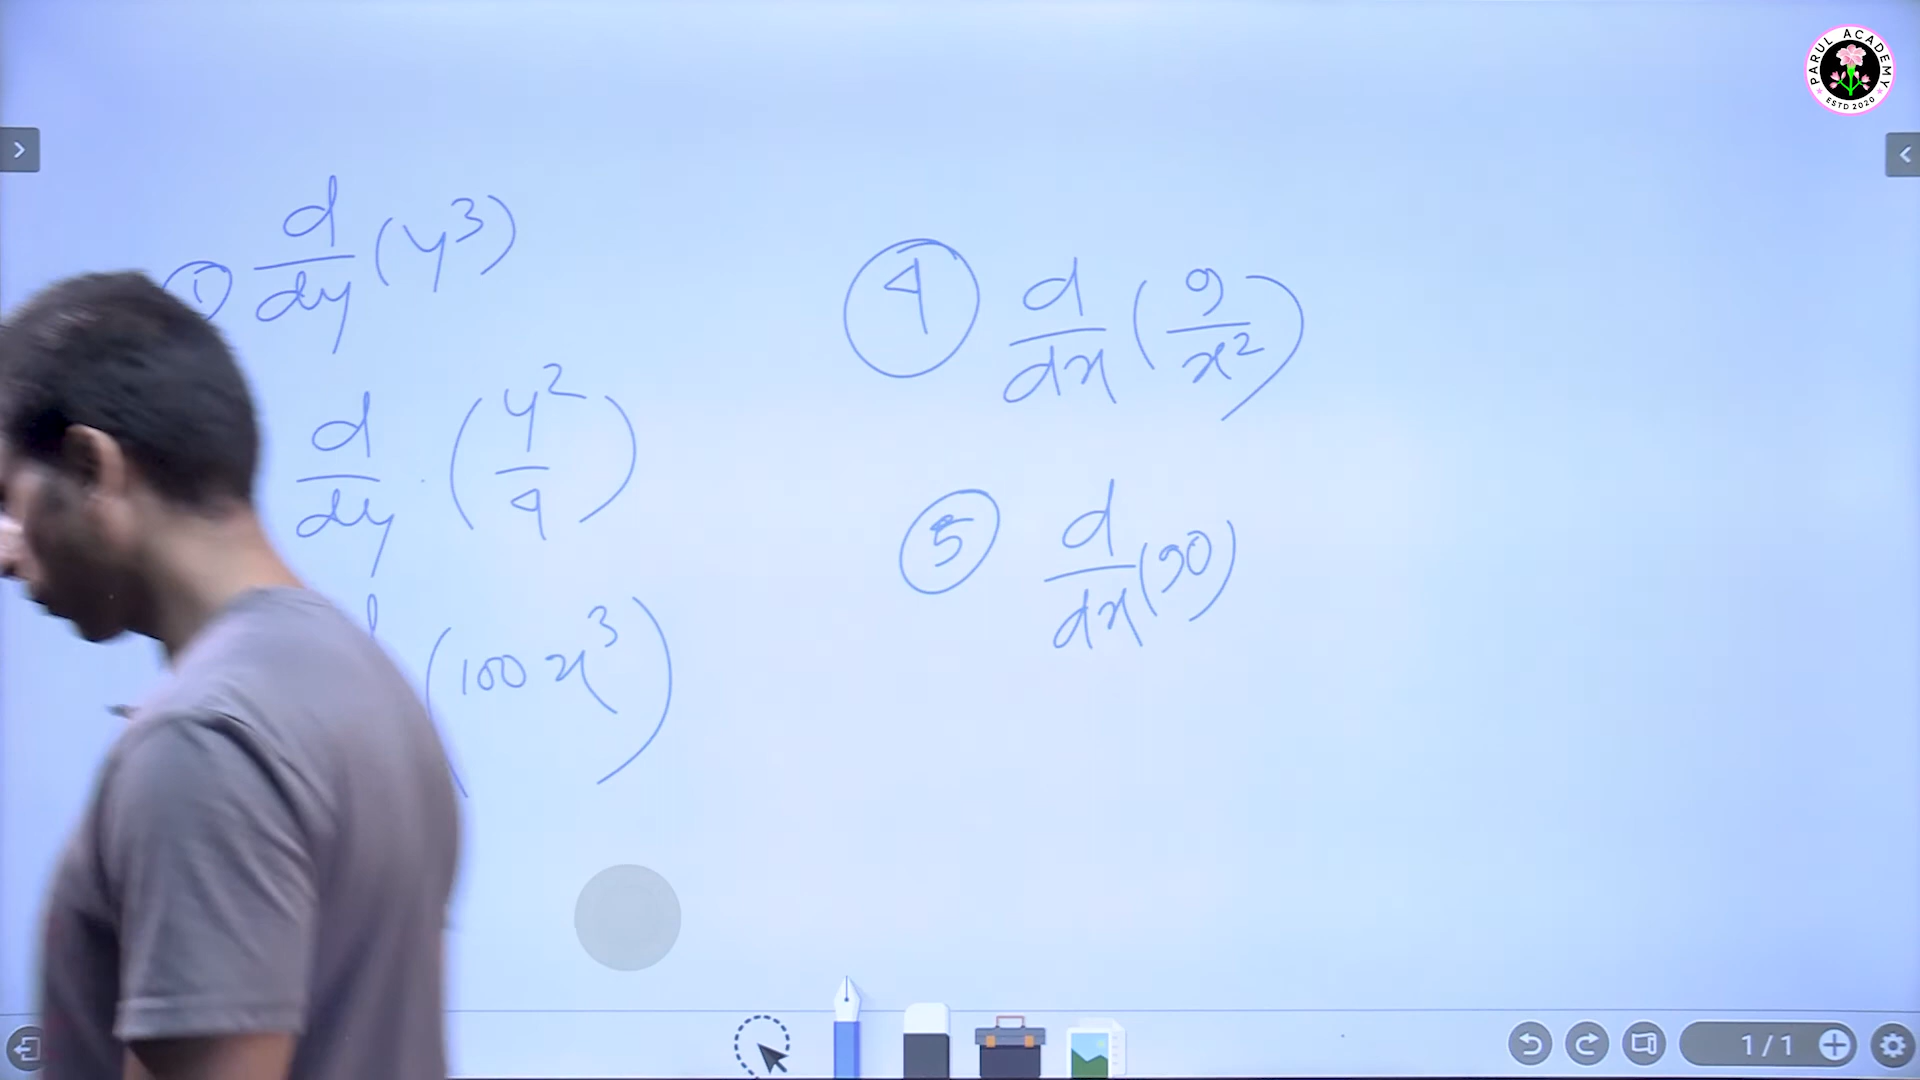 ① d/dy (y³)
d/dy · (y²/4)
(100x³)
④ d/dx (9/x²)
⑤ d/dx (90)
PARUL ACADEMY
ESTD 2020
1/1